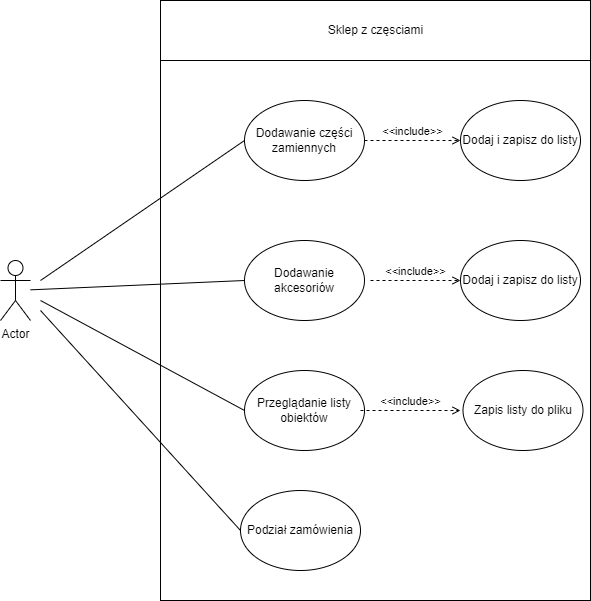 Sklep z częsciami
Dodawanie części
zamiennych
<<include>>
Dodaj i zapisz do listy
Dodawanie
akcesoriów
<<include>>
Dodaj i zapisz do listy
Actor
Przeglądanie listy
obiektów
<<include>>
Zapis listy do pliku
Podział zamówienia